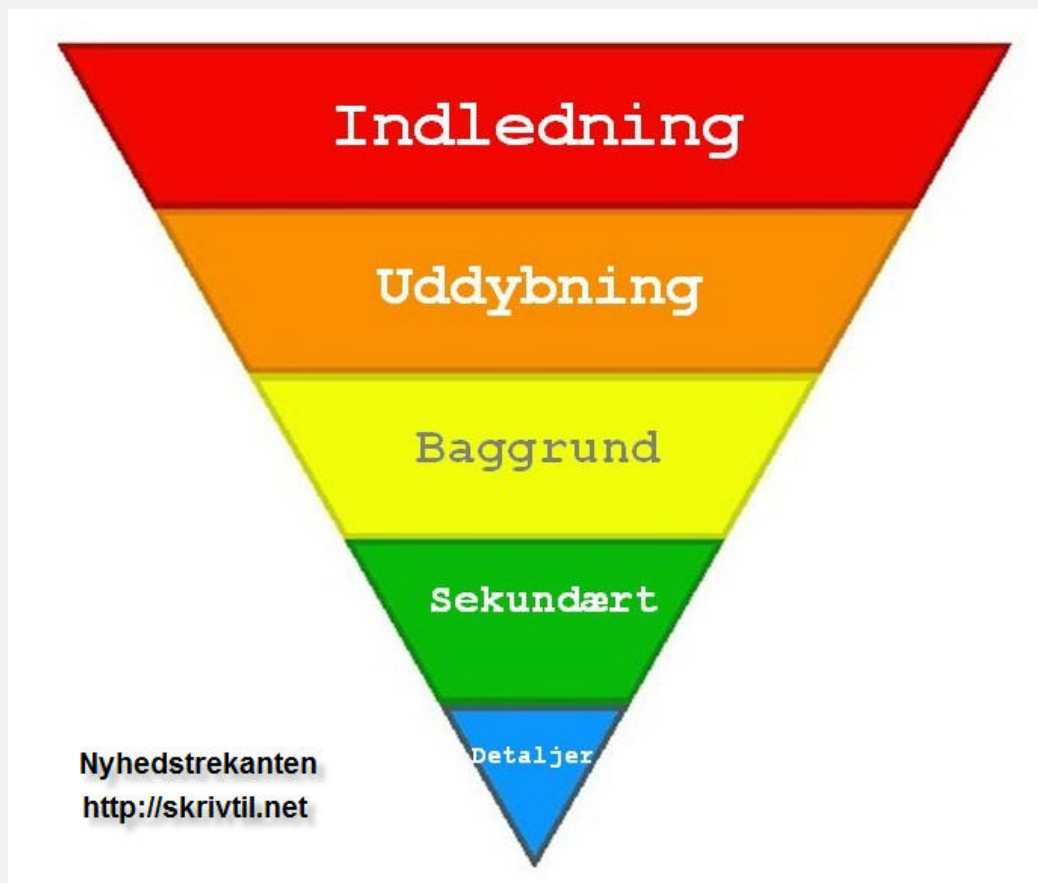 Indledning
Uddybning
Baggrund
Sekundært
Detaljer
Nyhedstrekanten
http://skrivtil.net